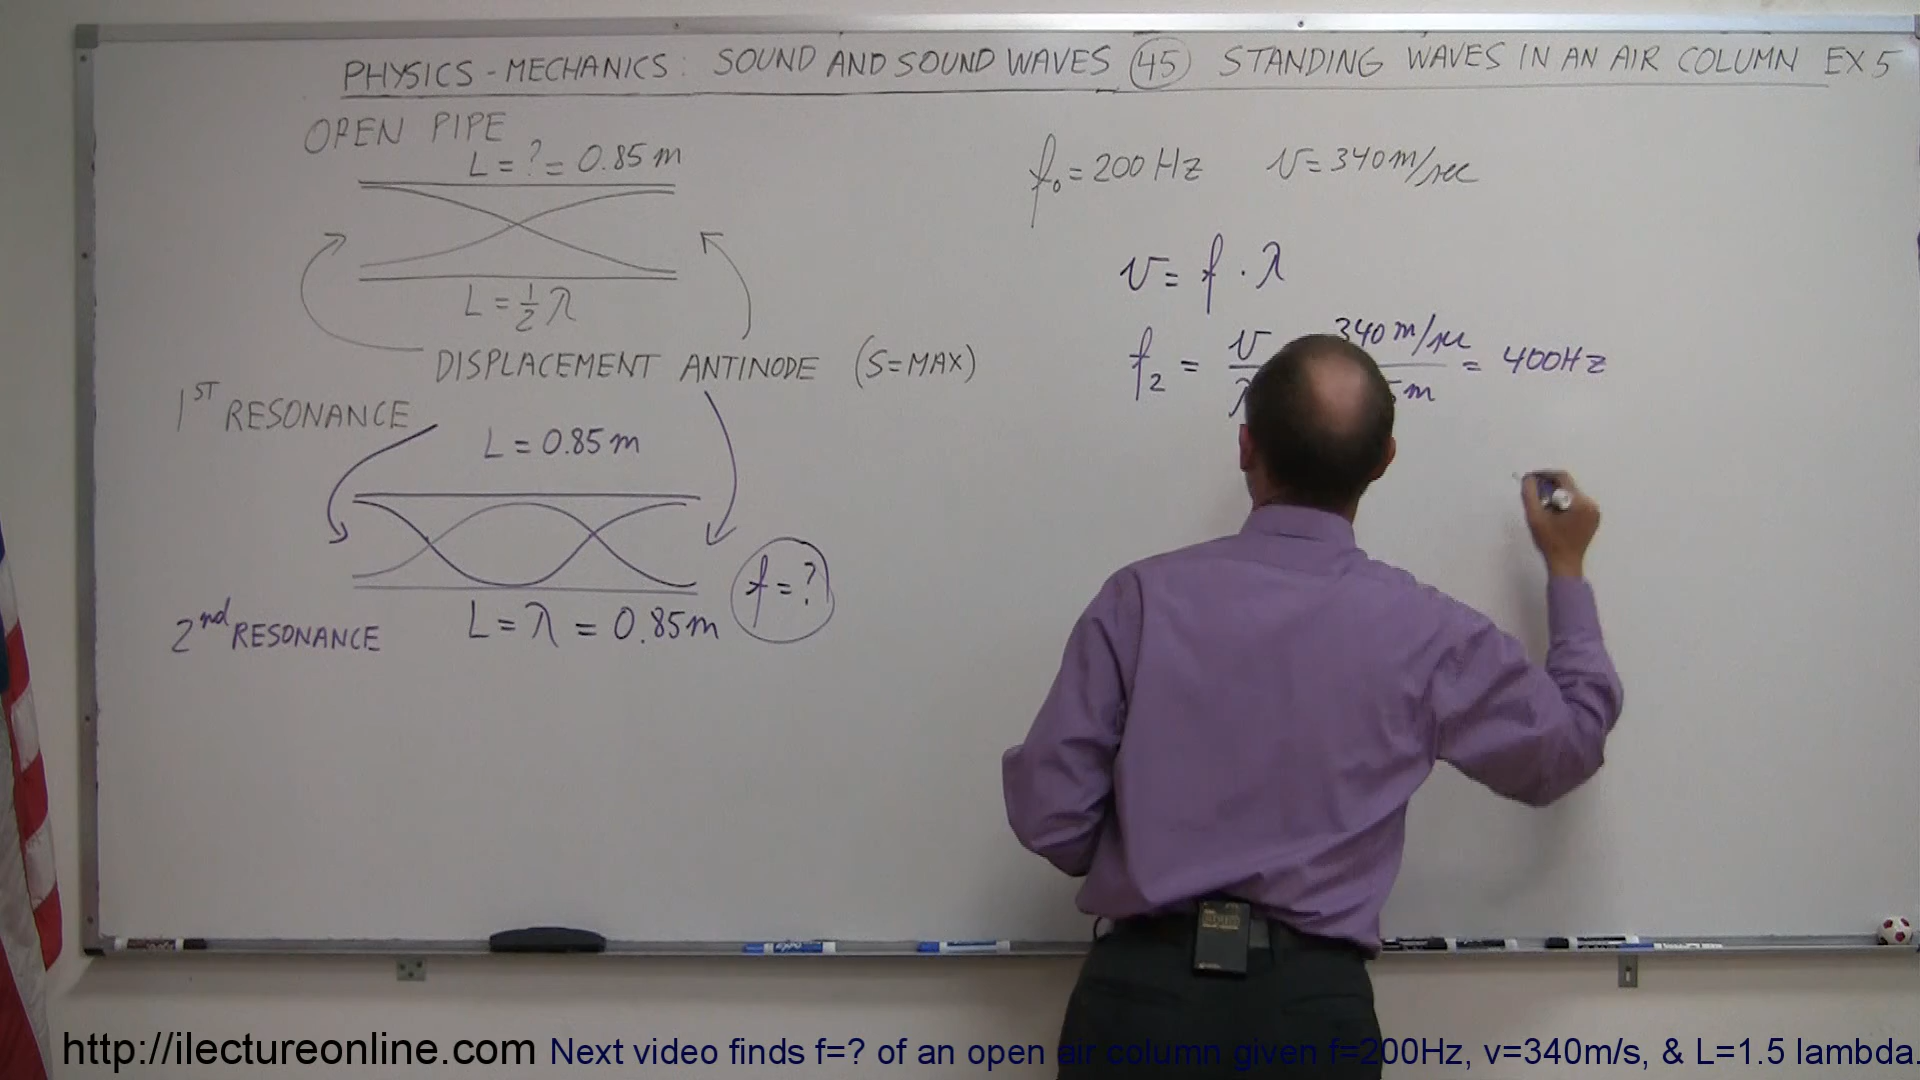 PHYSICS - MECHANICS: SOUND AND SOUND WAVES 45 STANDING WAVES IN AN AIR COLUMN EX 5
OPEN PIPE
L = ? = 0.85 m
L = 1/2 λ
DISPLACEMENT ANTINODE (S=MAX)
1ST RESONANCE
L = 0.85 m
f = ?
2nd RESONANCE
L = λ = 0.85 m
f₀ = 200 Hz v = 340 m/sec
v = f · λ
f₂ = v/λ 340 m/sec / m = 400 Hz
http://ilectureonline.com Next video finds f=? of an open air column given f=200Hz, v=340m/s, & L=1.5 lambda.